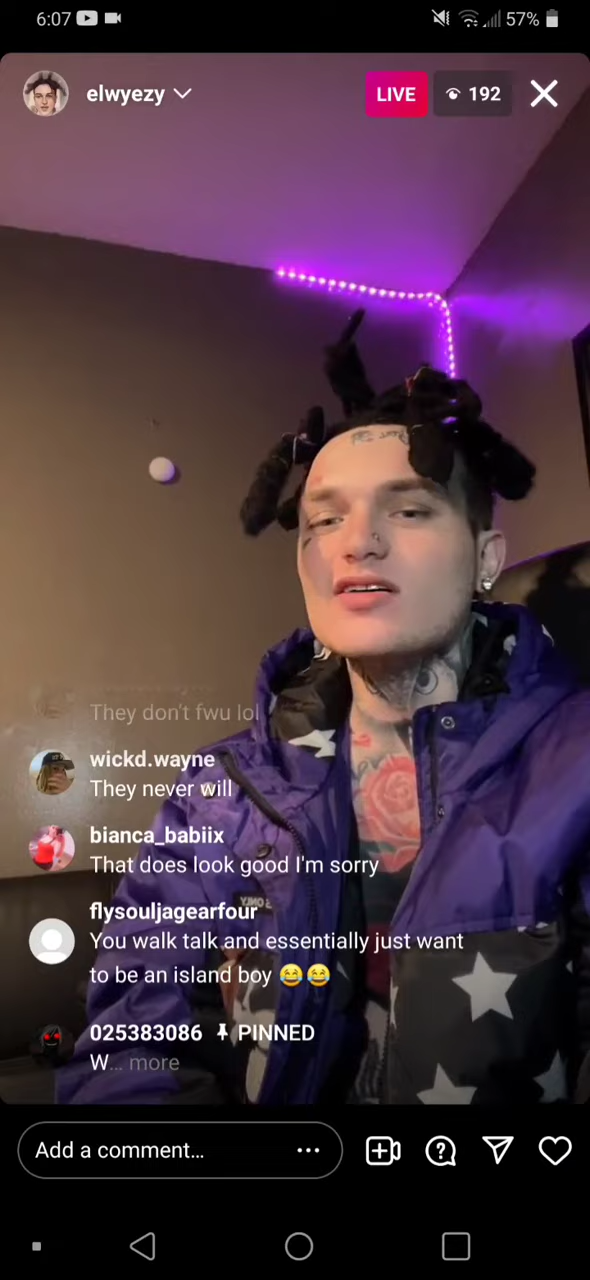 6:07
57%
elwyezy
LIVE
192
They don't fwu lol
wickd.wayne
They never will
bianca_babiix
That does look good I'm sorry
flysouljagearfour
You walk talk and essentially just want
to be an island boy 😂😂
025383086 PINNED
W... more
Add a comment...